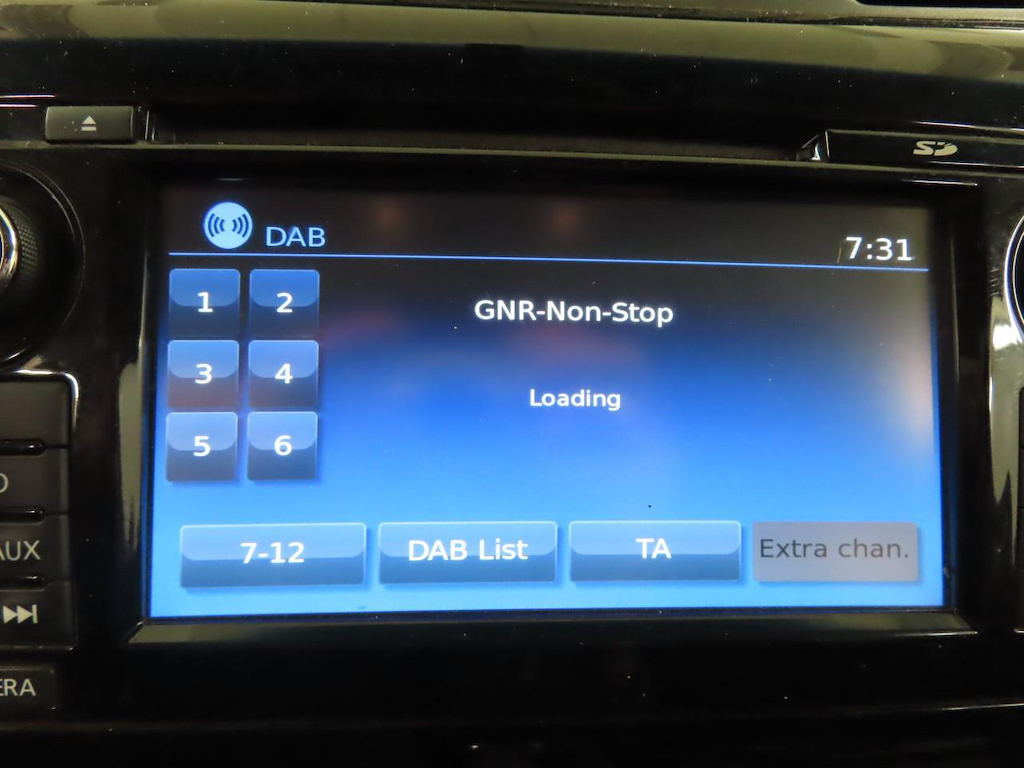 SD
DAB
7:31
1 2
GNR-Non-Stop
3 4
Loading
5 6
7-12 DAB List TA Extra chan.
AUX
ERA